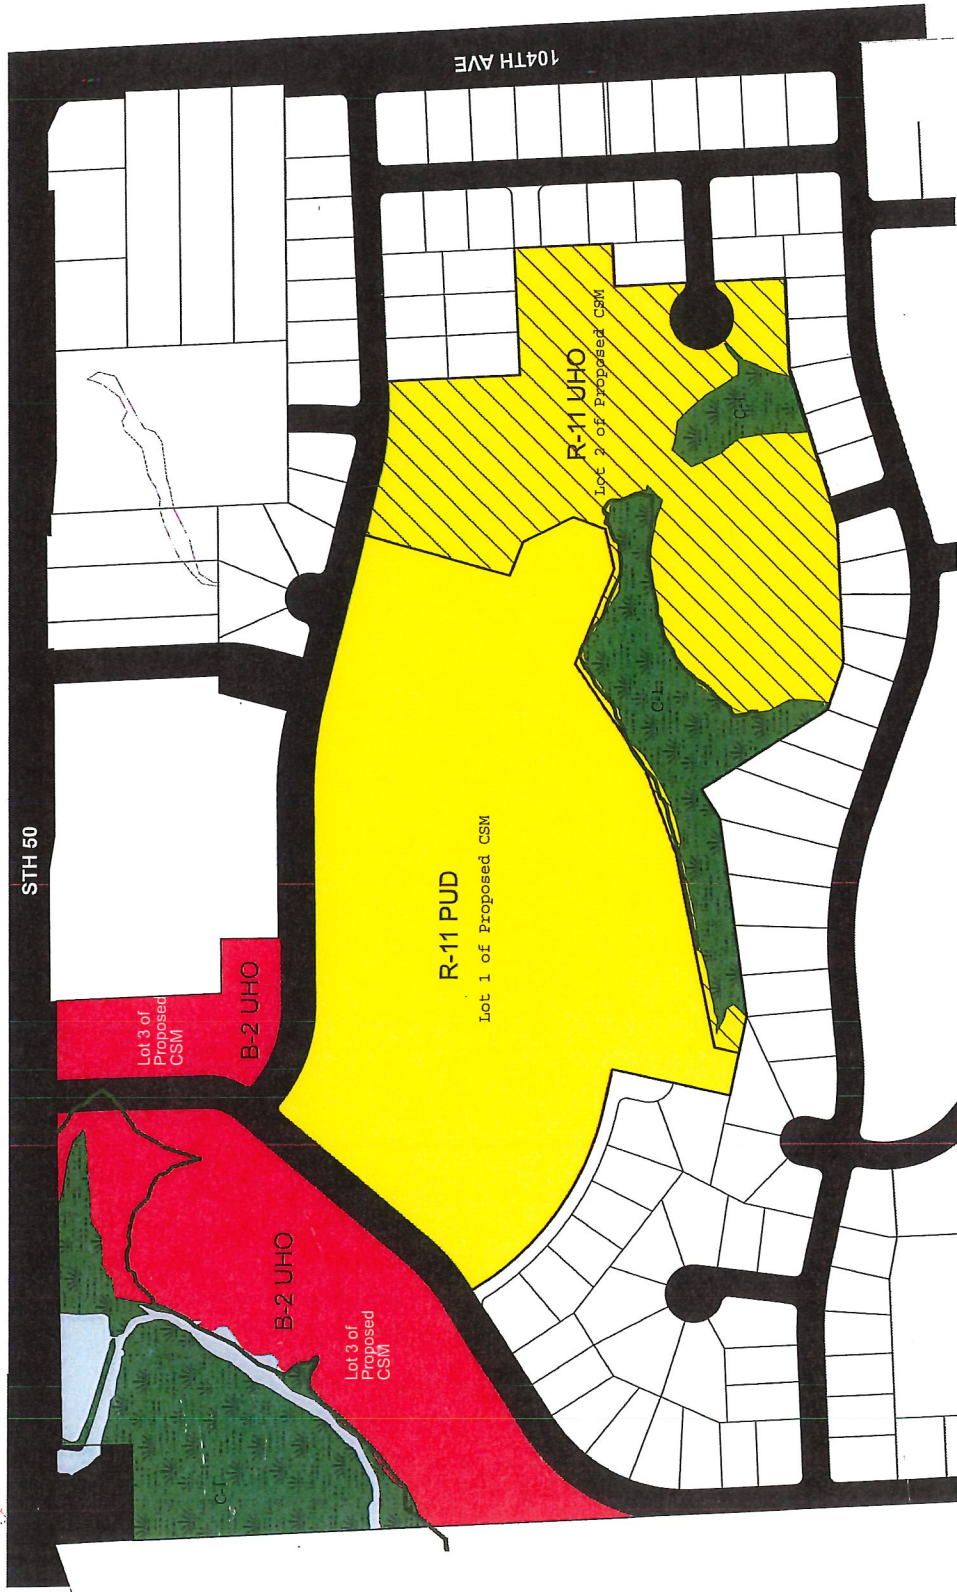 104TH AVE
STH 50
R-11 UHO
Lot 2 of Proposed CSM
C-1
C-1
R-11 PUD
Lot 1 of Proposed CSM
Lot 3 of
Proposed
CSM
B-2 UHO
B-2 UHO
Lot 3 of
Proposed
CSM
C-1